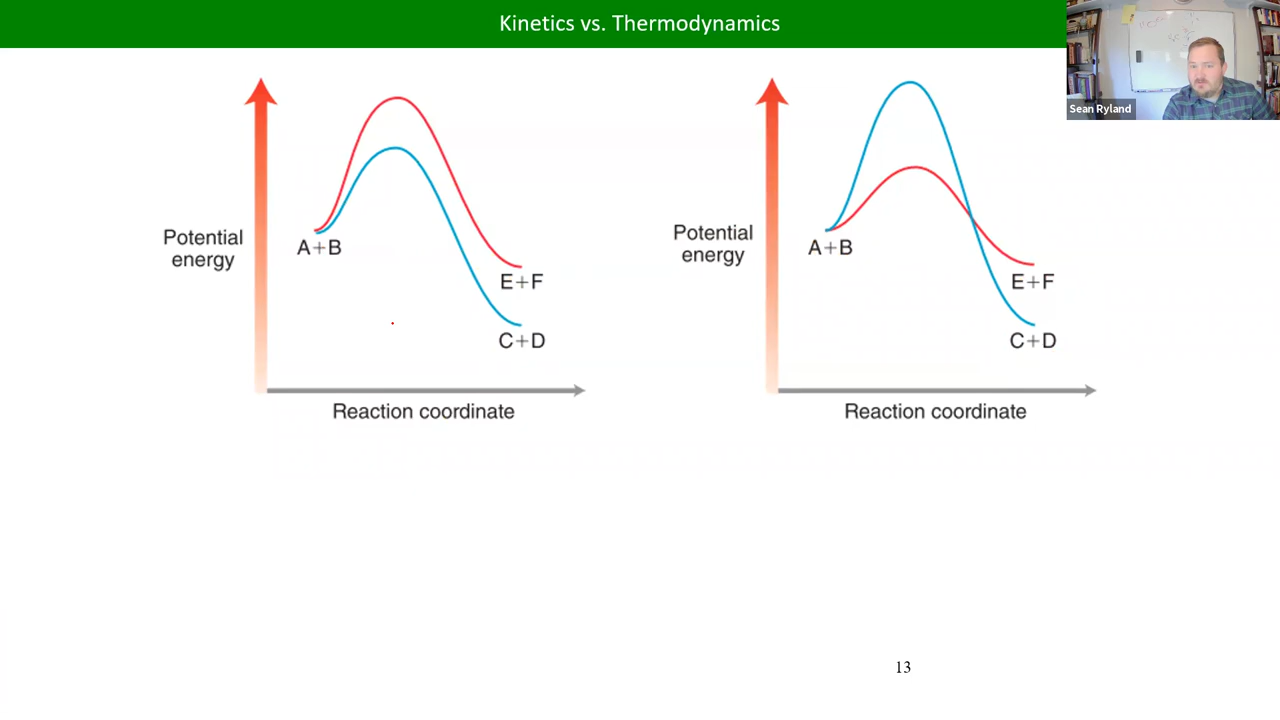 Kinetics vs. Thermodynamics
Sean Ryland
Potential
energy
A+B
E+F
C+D
Reaction coordinate
Potential
energy
A+B
E+F
C+D
Reaction coordinate
13